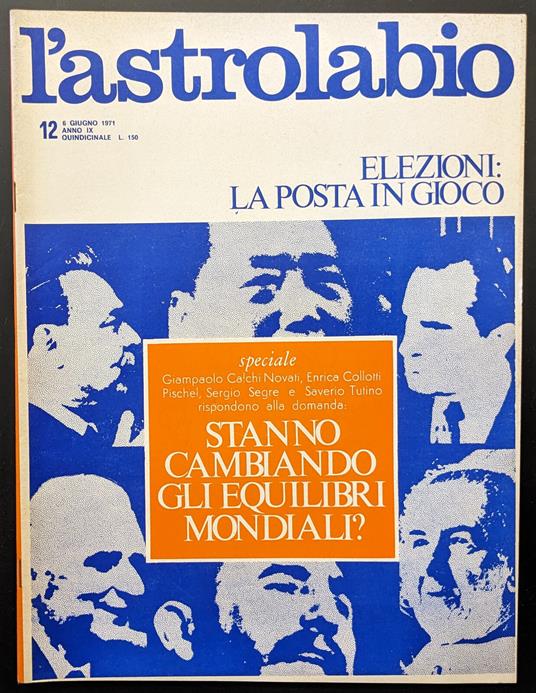 l'astrolabio
12 6 GIUGNO 1971
ANNO IX
QUINDICINALE L. 150
ELEZIONI:
LA POSTA IN GIOCO
speciale
Giampaolo Calchi Novati, Enrica Collotti
Pischel, Sergio Segre e Saverio Tutino
rispondono alla domanda:
STANNO
CAMBIANDO
GLI EQUILIBRI
MONDIALI?